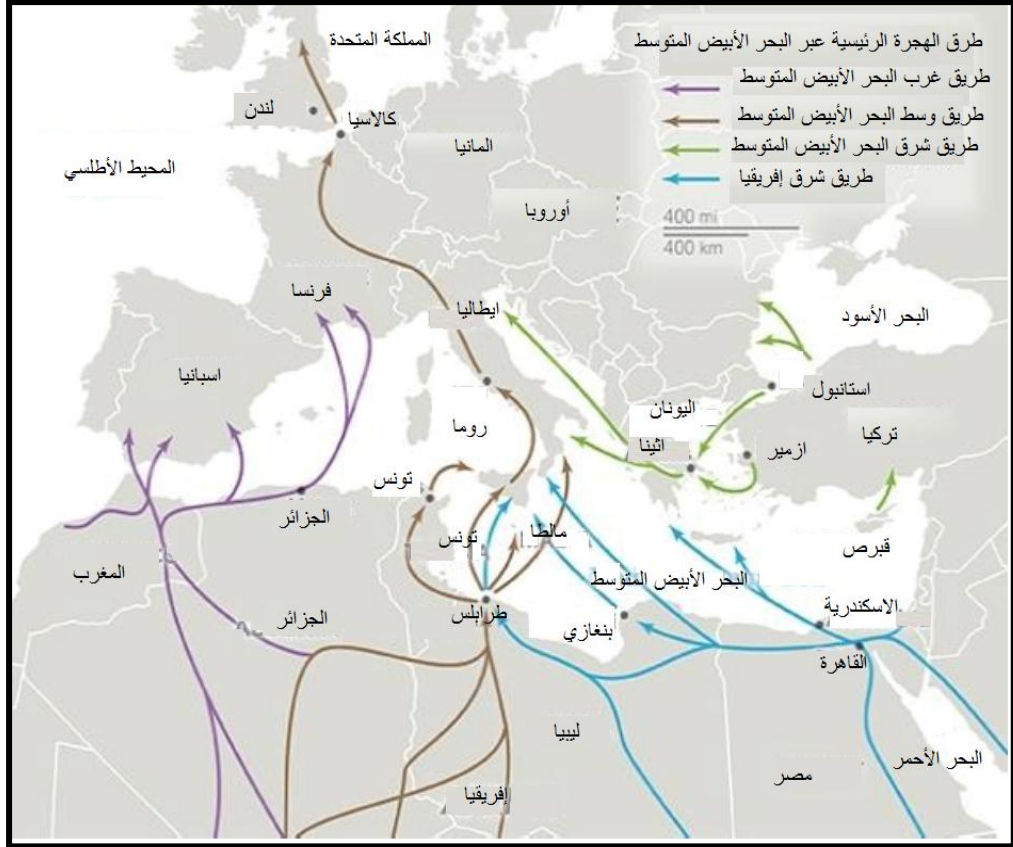 طرق الهجرة الرئيسية عبر البحر الأبيض المتوسط
طريق غرب البحر الأبيض المتوسط
طريق وسط البحر الأبيض المتوسط
طريق شرق البحر الأبيض المتوسط
طريق شرق إفريقيا
400 mi
400 km
المملكة المتحدة
لندن
كالاسيا
المانيا
المحيط الأطلسي
أوروبا
فرنسا
ايطاليا
البحر الأسود
اسبانيا
استانبول
اليونان
روما
تركيا
اثينا
ازمير
تونس
الجزائر
تونس
مالطا
قبرص
المغرب
البحر الأبيض المتوسط
الاسكندرية
الجزائر
طرابلس
بنغازي
القاهرة
ليبيا
البحر الأحمر
مصر
إفريقيا